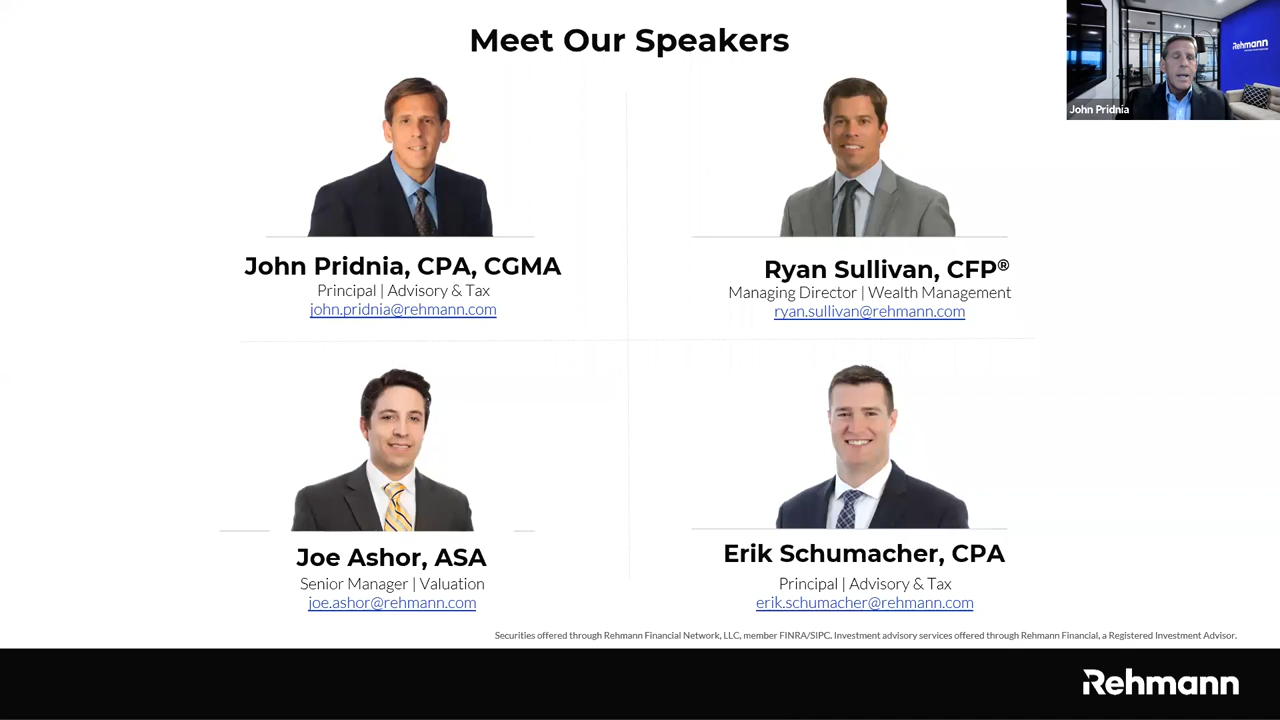 Meet Our Speakers
Rehmann
John Pridnia
John Pridnia, CPA, CGMA
Principal | Advisory & Tax
john.pridnia@rehmann.com
Ryan Sullivan, CFP®
Managing Director | Wealth Management
ryan.sullivan@rehmann.com
Joe Ashor, ASA
Senior Manager | Valuation
joe.ashor@rehmann.com
Erik Schumacher, CPA
Principal | Advisory & Tax
erik.schumacher@rehmann.com
Securities offered through Rehmann Financial Network, LLC, member FINRA/SIPC. Investment advisory services offered through Rehmann Financial, a Registered Investment Advisor.
Rehmann